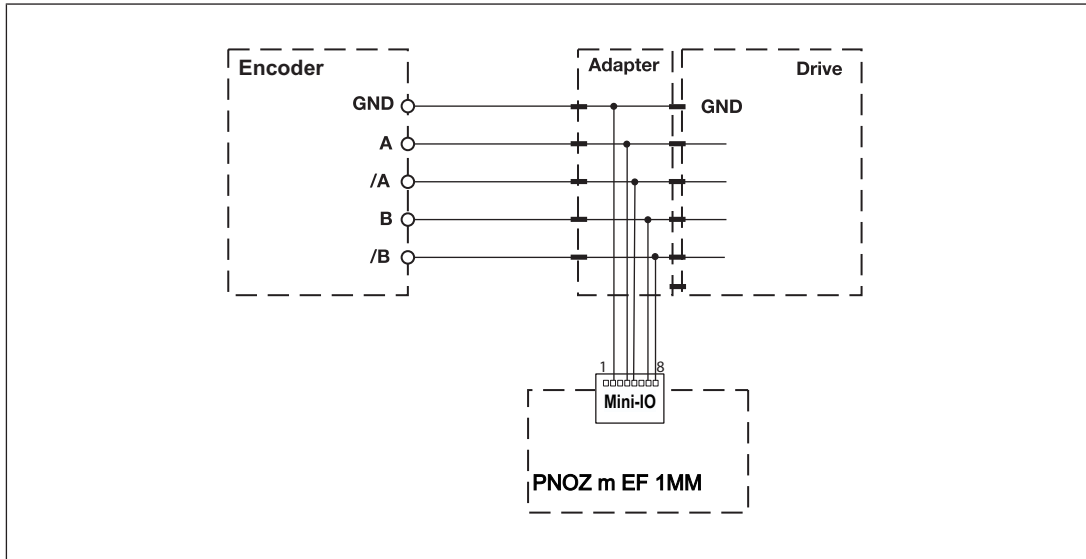 Encoder
Adapter
Drive
GND
GND
A
/A
B
/B
1
8
Mini-IO
PNOZ m EF 1MM